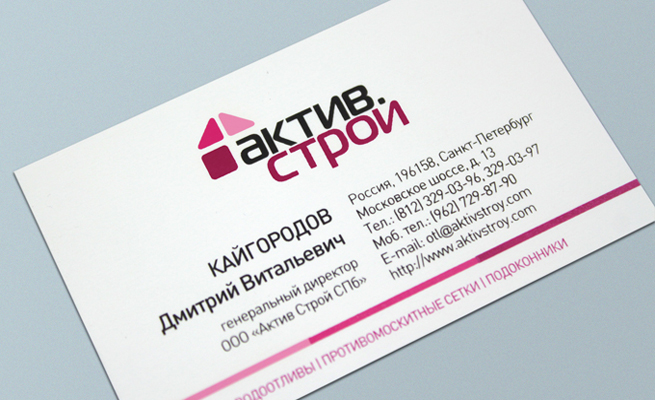 актив.
строй
КАЙГОРОДОВ
Дмитрий Витальевич
генеральный директор
ООО «Актив Строй СПб»
Россия, 196158, Санкт-Петербург
Московское шоссе, д. 13
Тел.: (812) 329-03-96, 329-03-97
Моб. тел.: (962) 729-87-90
E-mail: otl@aktivstroy.com
http://www.aktivstroy.com
ВОДООТЛИВЫ | ПРОТИВОМОСКИТНЫЕ СЕТКИ | ПОДОКОННИКИ